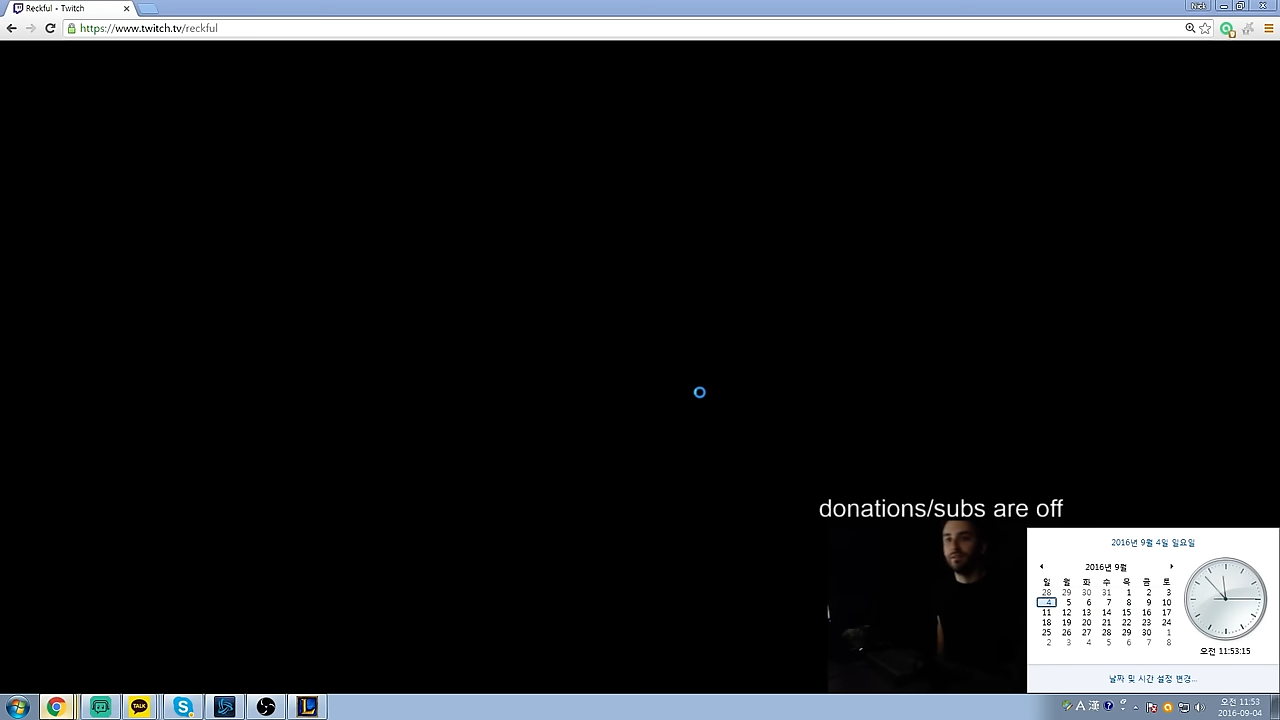 Reckful - Twitch
Nick
https://www.twitch.tv/reckful
donations/subs are off
2016년 9월 4일 일요일
2016년 9월
일 월 화 수 목 금 토
28 29 30 31 1 2 3
4 5 6 7 8 9 10
11 12 13 14 15 16 17
18 19 20 21 22 23 24
25 26 27 28 29 30 1
2 3 4 5 6 7 8
오전 11:53:15
날짜 및 시간 설정 변경...
TALK
S
L
A 漢 ?
오전 11:53
2016-09-04